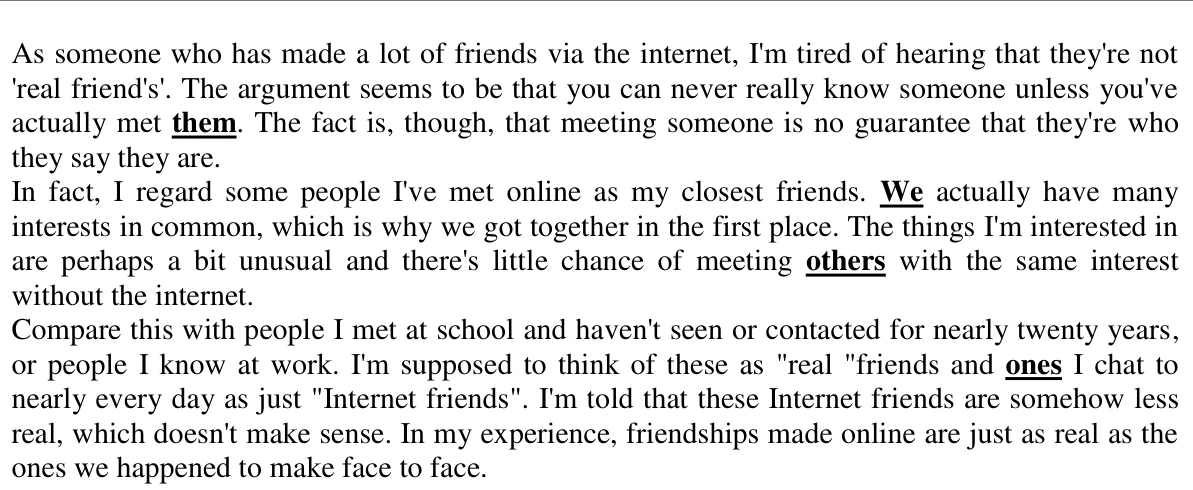 As someone who has made a lot of friends via the internet, I'm tired of hearing that they're not
'real friend's'. The argument seems to be that you can never really know someone unless you've
actually met them. The fact is, though, that meeting someone is no guarantee that they're who
they say they are.
In fact, I regard some people I've met online as my closest friends. We actually have many
interests in common, which is why we got together in the first place. The things I'm interested in
are perhaps a bit unusual and there's little chance of meeting others with the same interest
without the internet.
Compare this with people I met at school and haven't seen or contacted for nearly twenty years,
or people I know at work. I'm supposed to think of these as "real "friends and ones I chat to
nearly every day as just "Internet friends". I'm told that these Internet friends are somehow less
real, which doesn't make sense. In my experience, friendships made online are just as real as the
ones we happened to make face to face.